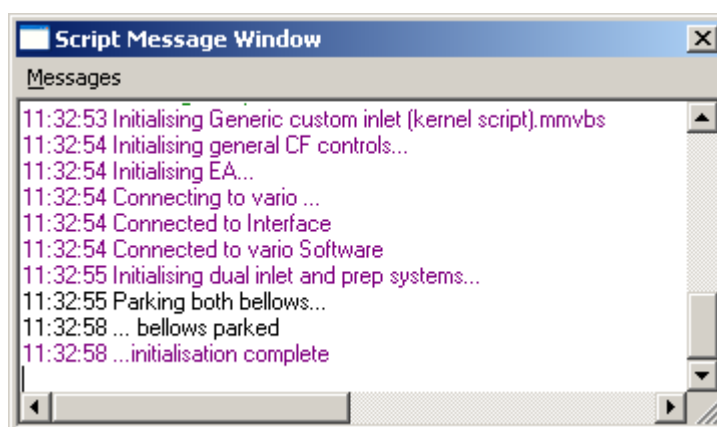 Script Message Window
Messages
11:32:53 Initialising Generic custom inlet (kernel script).mmvbs
11:32:54 Initialising general CF controls...
11:32:54 Initialising EA...
11:32:54 Connecting to vario ...
11:32:54 Connected to Interface
11:32:54 Connected to vario Software
11:32:55 Initialising dual inlet and prep systems...
11:32:55 Parking both bellows...
11:32:58 ... bellows parked
11:32:58 ...initialisation complete